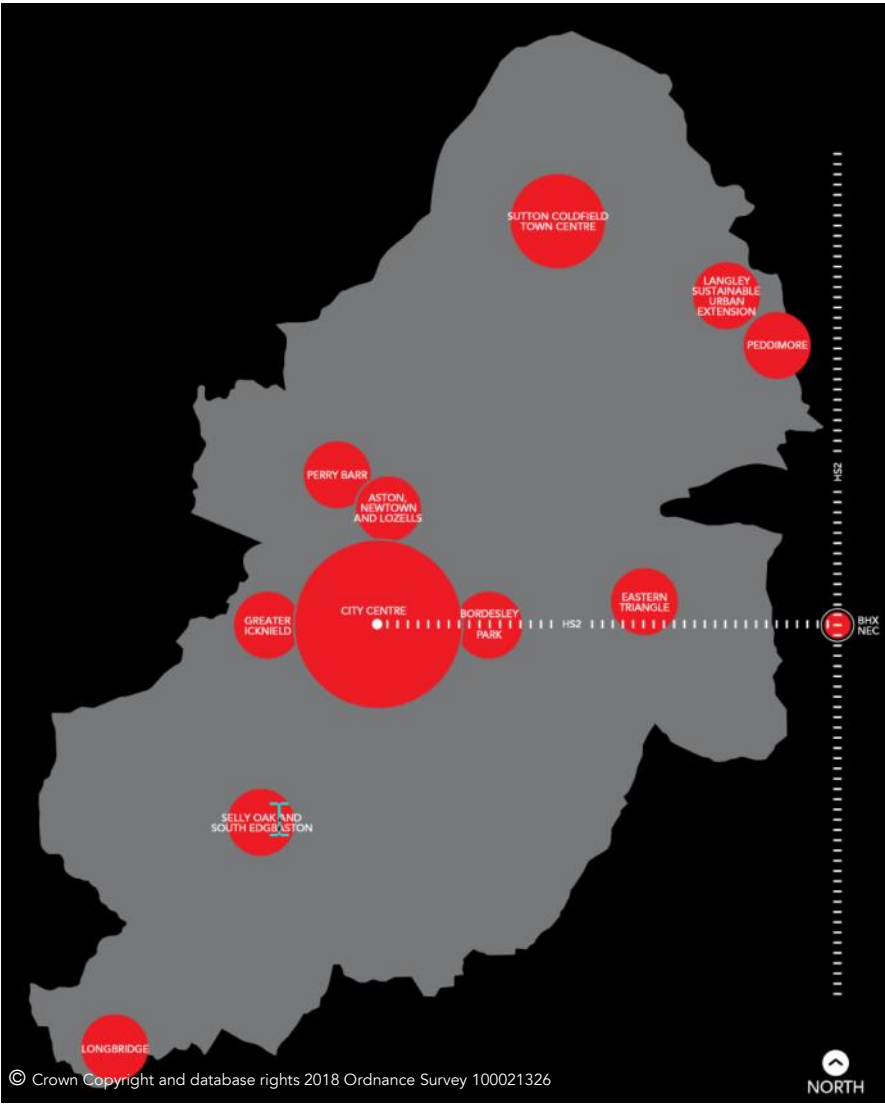 SUTTON COLDFIELD
TOWN CENTRE
LANGLEY
SUSTAINABLE
URBAN
EXTENSION
PEDDIMORE
HS2
PERRY BARR
ASTON,
NEWTOWN
AND LOZELLS
EASTERN
TRIANGLE
CITY CENTRE
BORDESLEY
PARK
GREATER
ICKNIELD
HS2
BHX
NEC
SELLY OAK AND
SOUTH EDGBASTON
LONGBRIDGE
© Crown Copyright and database rights 2018 Ordnance Survey 100021326
NORTH